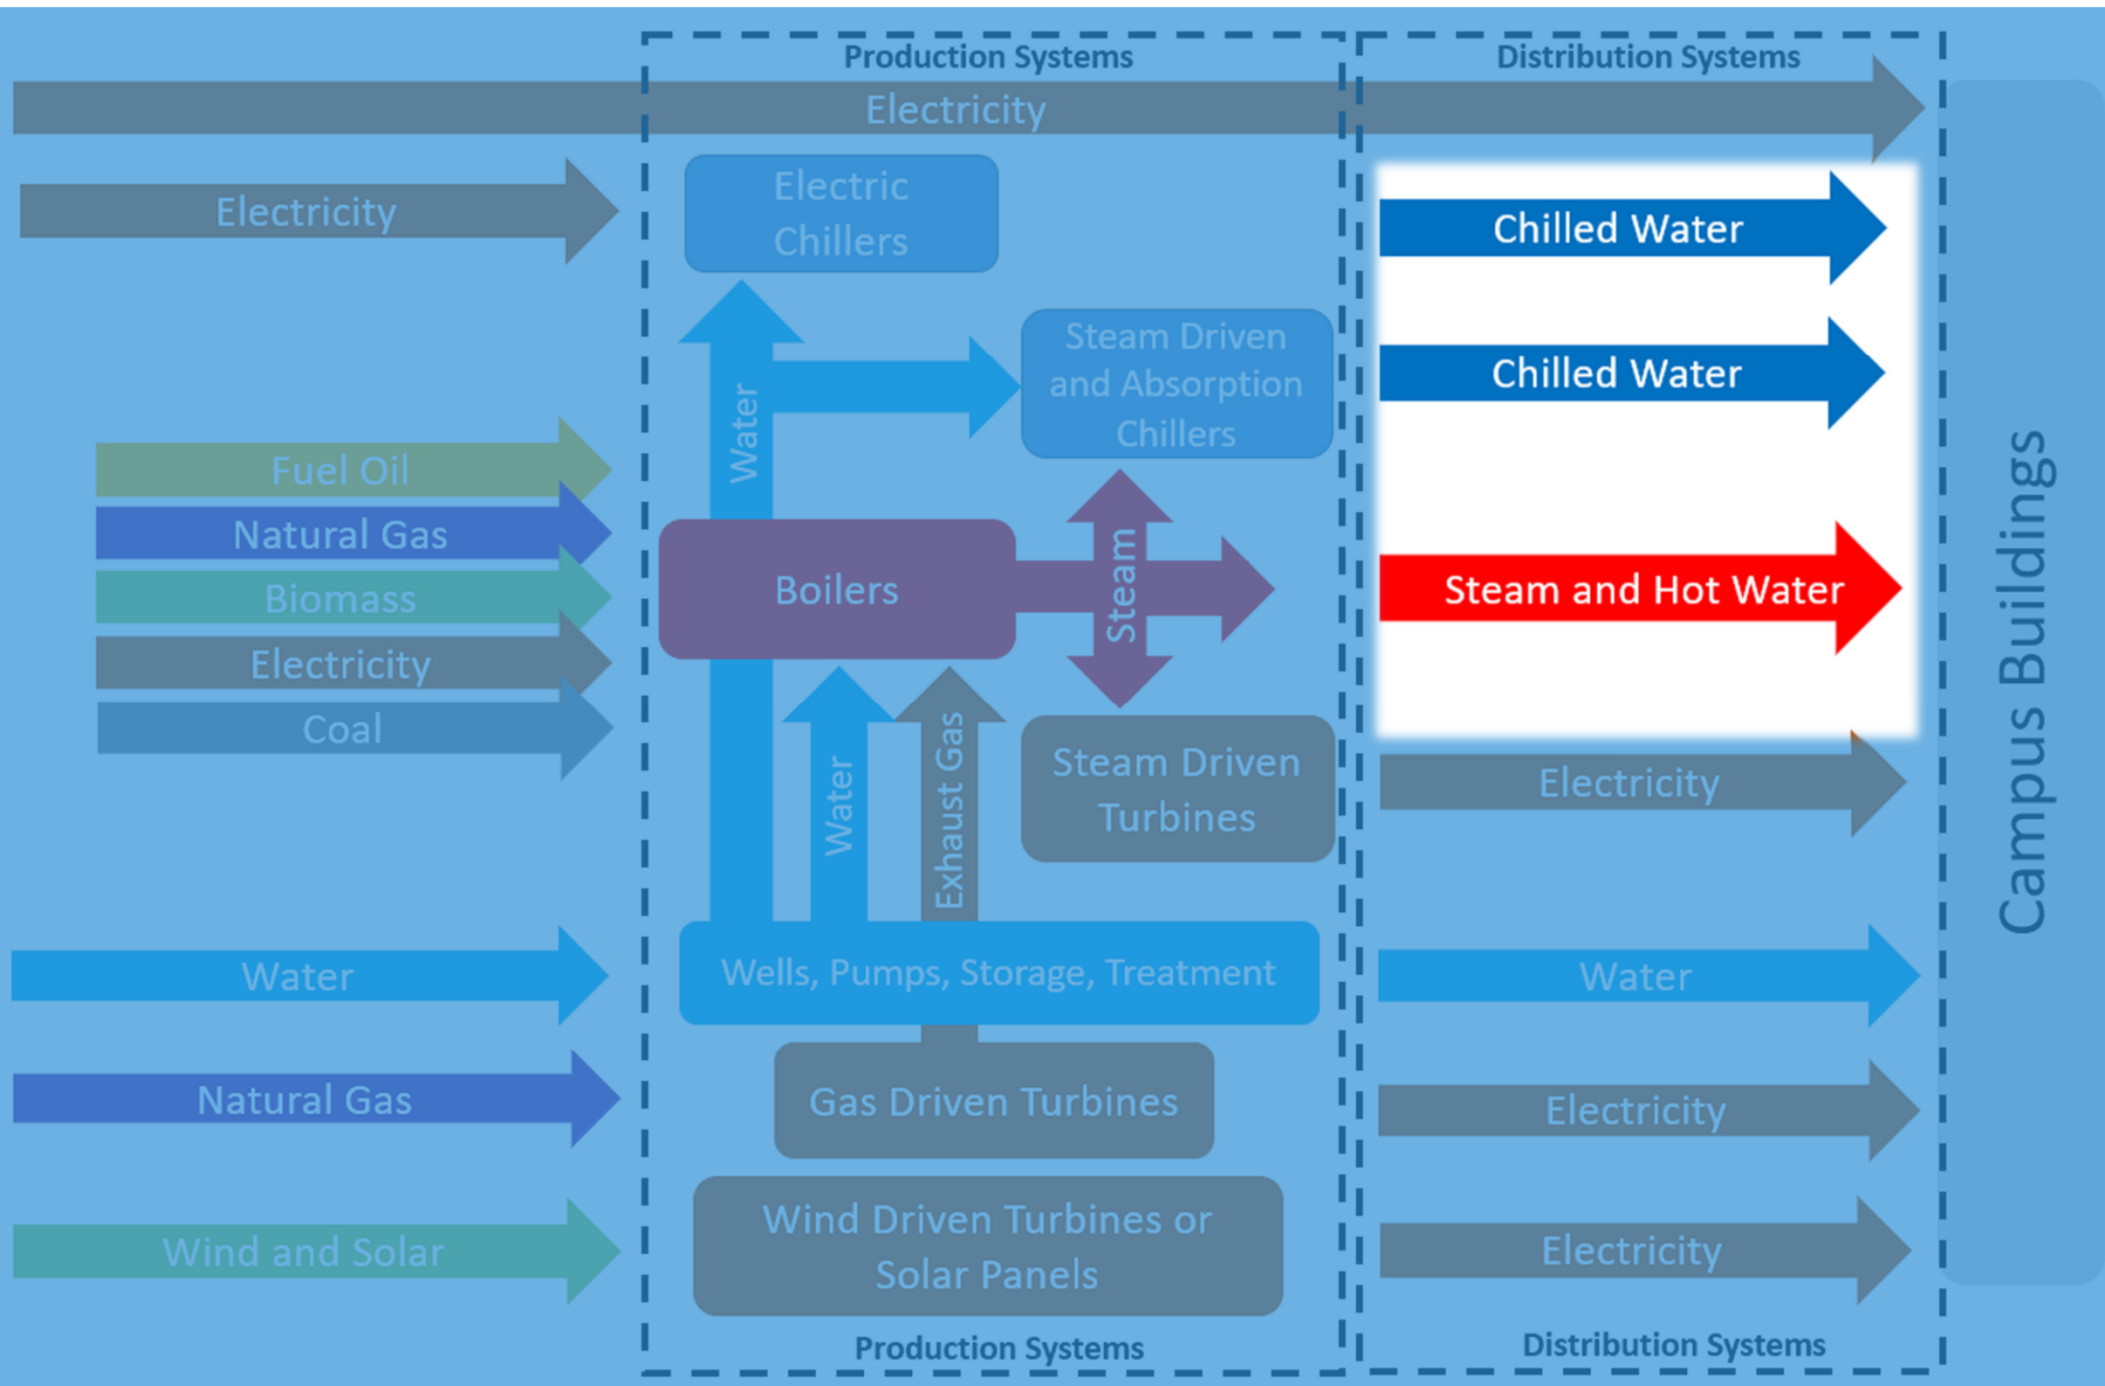 Production Systems
Distribution Systems
Electricity
Electricity
Electric
Chillers
Chilled Water
Steam Driven
and Absorption
Chillers
Chilled Water
Water
Fuel Oil
Natural Gas
Biomass
Electricity
Coal
Boilers
Steam
Steam and Hot Water
Campus Buildings
Water
Exhaust Gas
Steam Driven
Turbines
Electricity
Water
Wells, Pumps, Storage, Treatment
Water
Natural Gas
Gas Driven Turbines
Electricity
Wind and Solar
Wind Driven Turbines or
Solar Panels
Electricity
Production Systems
Distribution Systems